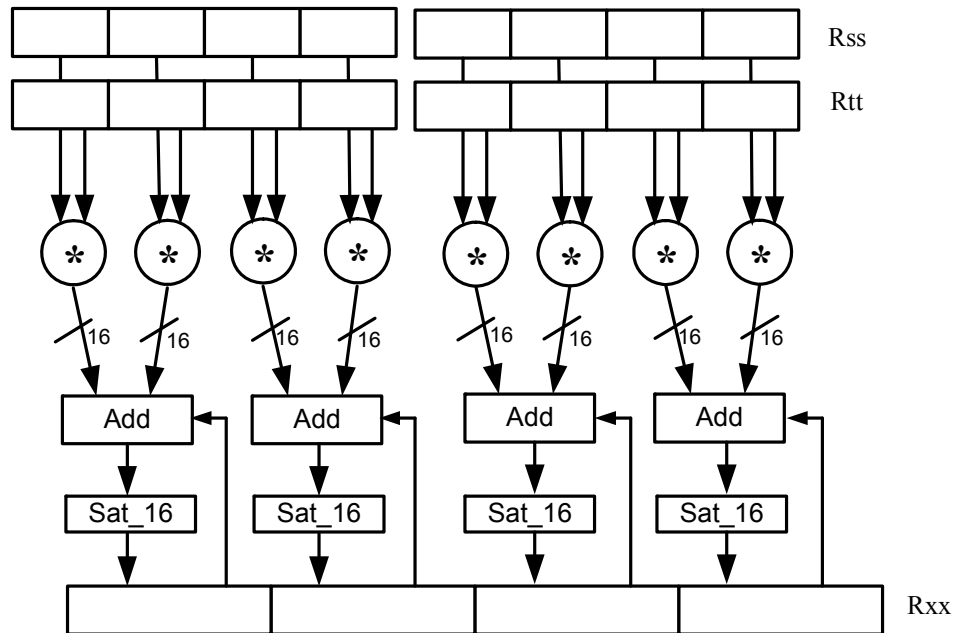 Rss
Rtt
* * * * * * * *
16 16 16 16 16 16 16 16
Add Add Add Add
Sat_16 Sat_16 Sat_16 Sat_16
Rxx